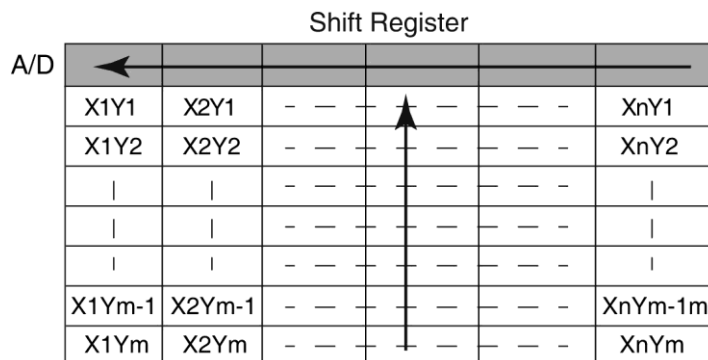 Shift Register
A/D
X1Y1 X2Y1 XnY1
X1Y2 X2Y2 XnY2
X1Ym-1 X2Ym-1 XnYm-1m
X1Ym X2Ym XnYm